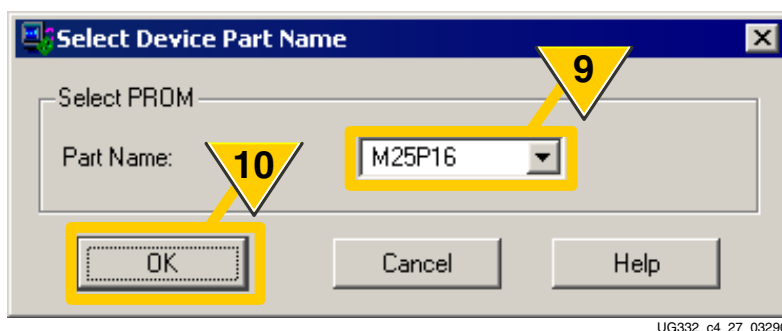 Select Device Part Name
9
Select PROM
Part Name:
10
M25P16
OK
Cancel
Help